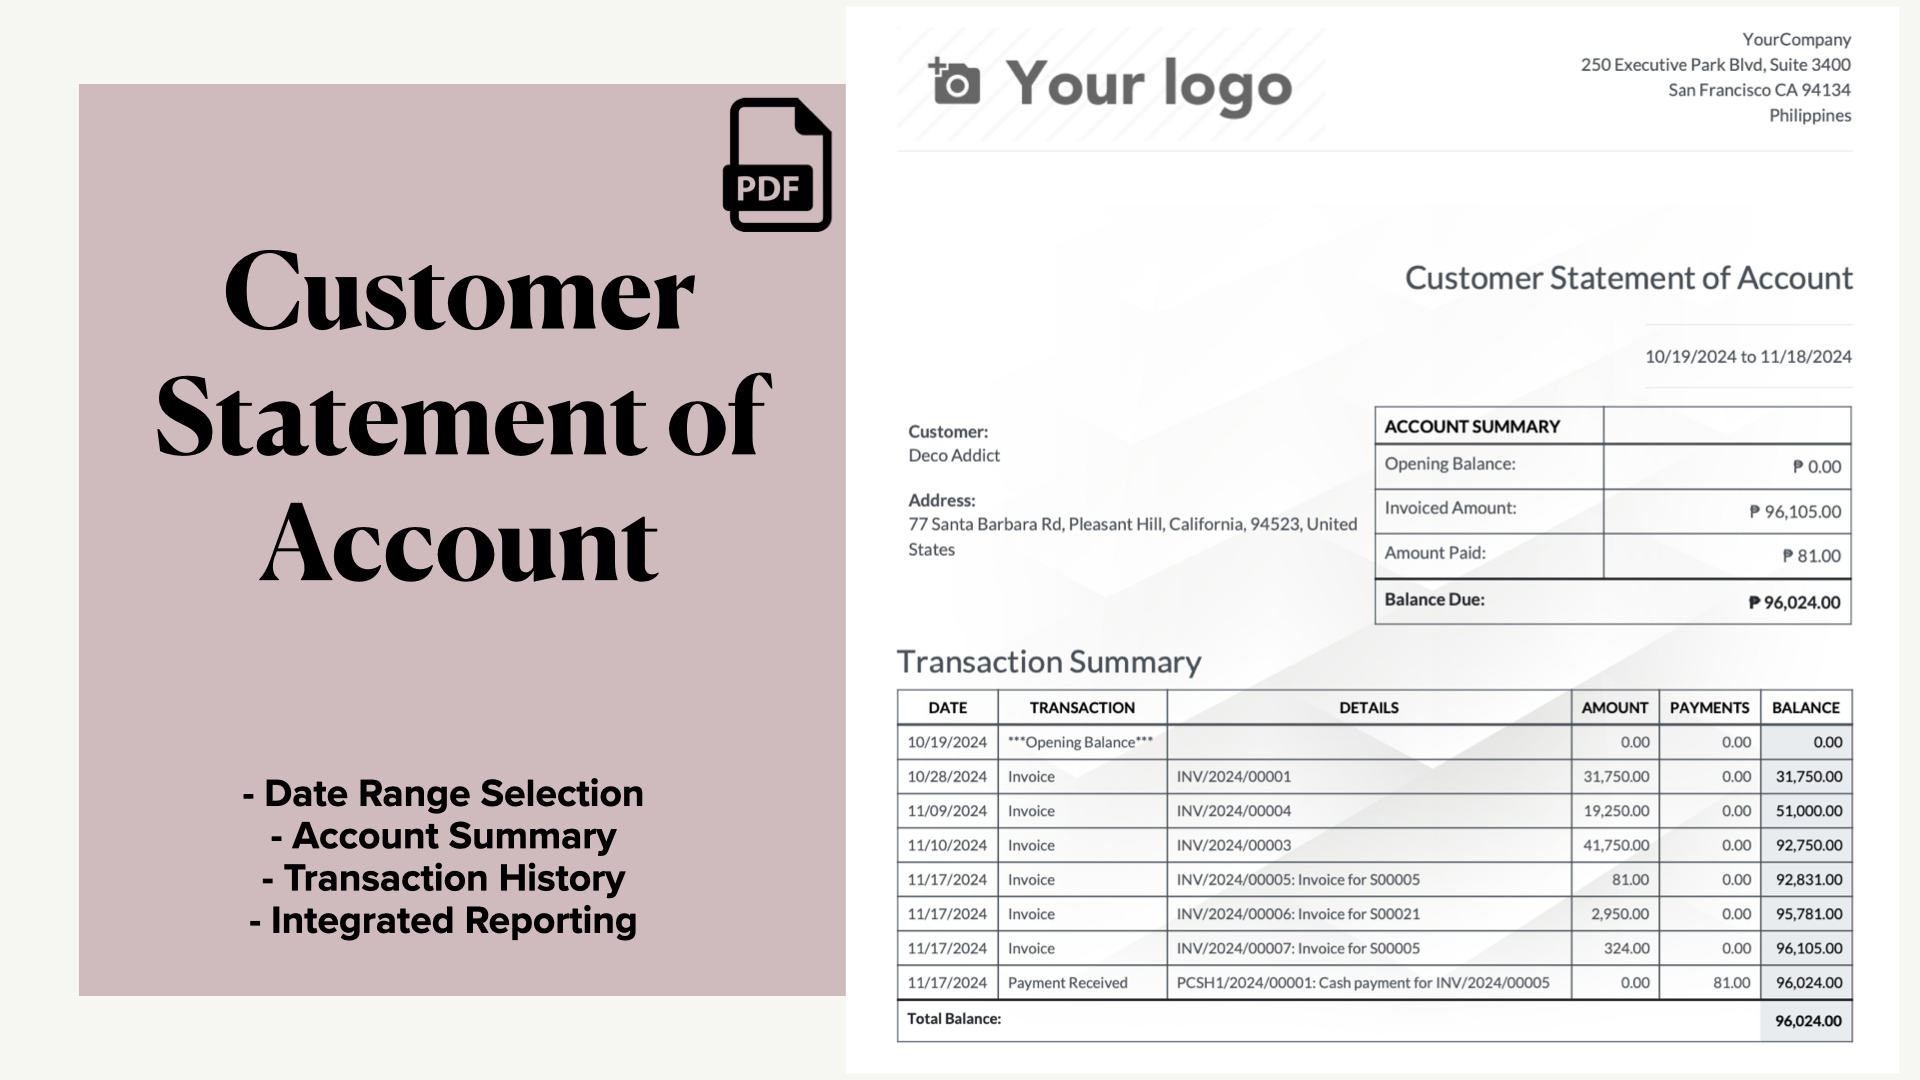 PDF
Customer
Statement of
Account
- Date Range Selection
- Account Summary
- Transaction History
- Integrated Reporting
Your logo
YourCompany
250 Executive Park Blvd, Suite 3400
San Francisco CA 94134
Philippines
Customer Statement of Account
10/19/2024 to 11/18/2024
Customer:
Deco Addict
Address:
77 Santa Barbara Rd, Pleasant Hill, California, 94523, United
States
ACCOUNT SUMMARY
Opening Balance: ₱ 0.00
Invoiced Amount: ₱ 96,105.00
Amount Paid: ₱ 81.00
Balance Due: ₱ 96,024.00
Transaction Summary
DATE TRANSACTION DETAILS AMOUNT PAYMENTS BALANCE
10/19/2024 ***Opening Balance*** 0.00 0.00 0.00
10/28/2024 Invoice INV/2024/00001 31,750.00 0.00 31,750.00
11/09/2024 Invoice INV/2024/00004 19,250.00 0.00 51,000.00
11/10/2024 Invoice INV/2024/00003 41,750.00 0.00 92,750.00
11/17/2024 Invoice INV/2024/00005: Invoice for S00005 81.00 0.00 92,831.00
11/17/2024 Invoice INV/2024/00006: Invoice for S00021 2,950.00 0.00 95,781.00
11/17/2024 Invoice INV/2024/00007: Invoice for S00005 324.00 0.00 96,105.00
11/17/2024 Payment Received PCSH1/2024/00001: Cash payment for INV/2024/00005 0.00 81.00 96,024.00
Total Balance: 96,024.00